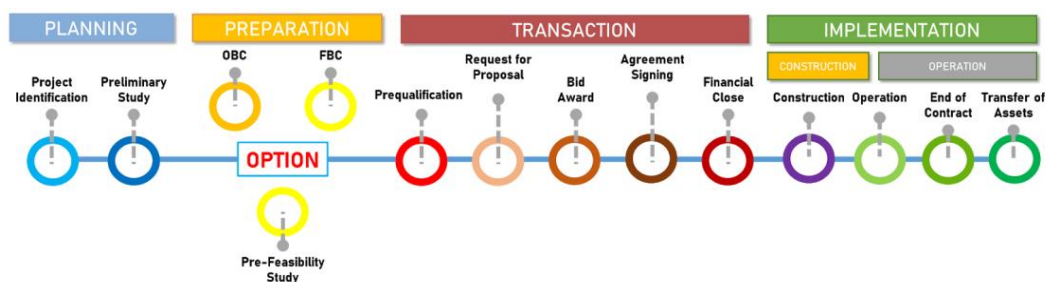 PLANNING
PREPARATION
TRANSACTION
IMPLEMENTATION
CONSTRUCTION
OPERATION
Project
Identification
Preliminary
Study
OBC
FBC
OPTION
Pre-Feasibility
Study
Prequalification
Request for
Proposal
Bid
Award
Agreement
Signing
Financial
Close
Construction
Operation
End of
Contract
Transfer of
Assets